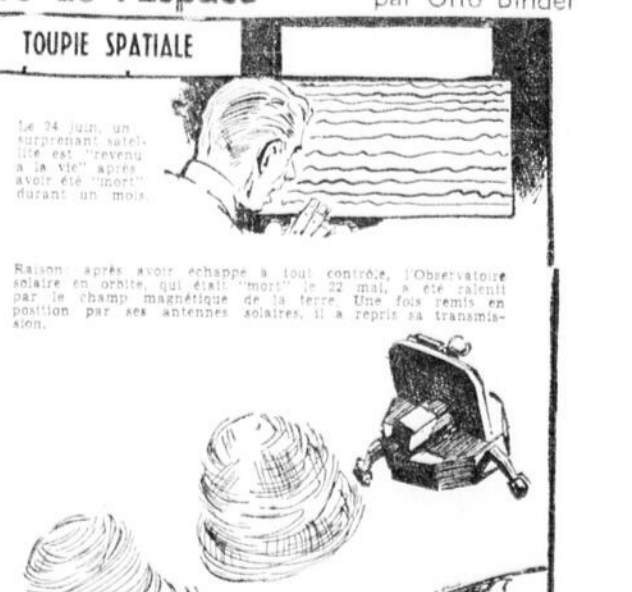 par Otto Binder
TOUPIE SPATIALE
Le 24 juin, un
surprenant satel-
lite est "revenu
à la vie" après
avoir été "mort"
durant un mois.
Raison: après avoir échappé à tout contrôle, l'Observatoire
solaire en orbite, qui était "mort" le 22 mai, a été ralenti
par le champ magnétique de la terre. Une fois remis en
position par ses antennes solaires, il a repris sa transmis-
sion.